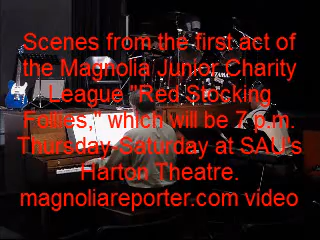 Scenes from the first act of
the Magnolia Junior Charity
League "Red Stocking
Follies," which will be 7 p.m.
Thursday-Saturday at SAU's
Harton Theatre.
magnoliareporter.com video